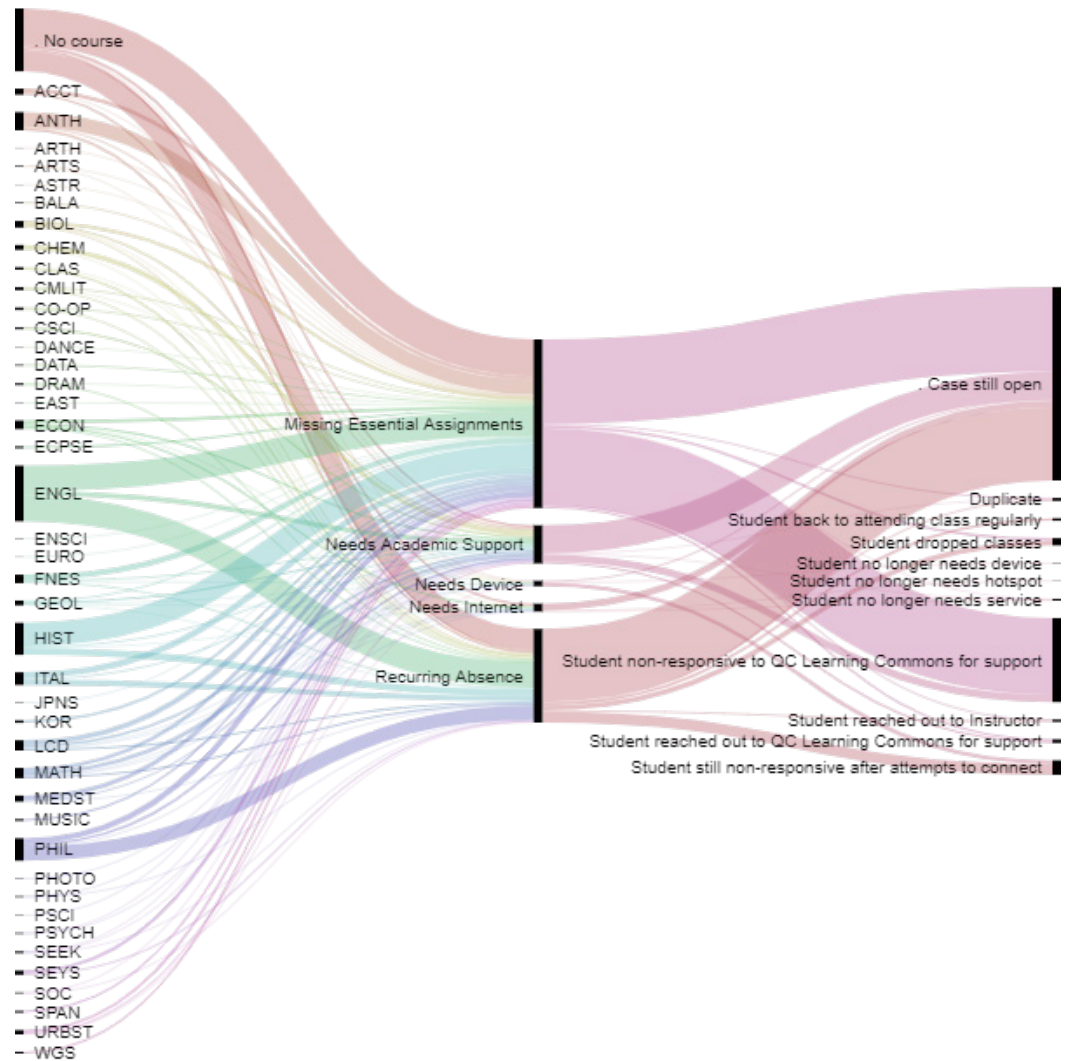 . No course
ACCT
ANTH
ARTH
ARTS
ASTR
BALA
BIOL
CHEM
CLAS
CMLIT
CO-OP
CSCI
DANCE
DATA
DRAM
EAST
ECON
ECPSE
ENGL
ENSCI
EURO
FNES
GEOL
HIST
ITAL
JPNS
KOR
LCD
MATH
MEDST
MUSIC
PHIL
PHOTO
PHYS
PSCI
PSYCH
SEEK
SEYS
SOC
SPAN
URBST
WGS
Missing Essential Assignments
Needs Academic Support
Needs Device
Needs Internet
Recurring Absence
. Case still open
Duplicate
Student back to attending class regularly
Student dropped classes
Student no longer needs device
Student no longer needs hotspot
Student no longer needs service
Student non-responsive to QC Learning Commons for support
Student reached out to Instructor
Student reached out to QC Learning Commons for support
Student still non-responsive after attempts to connect